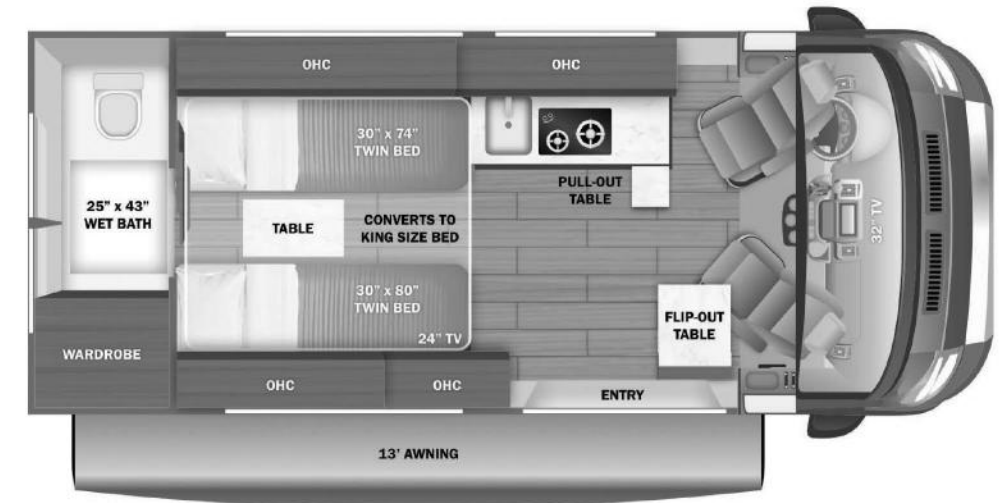 OHC
OHC
30" x 74"
TWIN BED
25" x 43"
WET BATH
PULL-OUT
TABLE
TABLE
CONVERTS TO
KING SIZE BED
32" TV
30" x 80"
TWIN BED
24" TV
FLIP-OUT
TABLE
WARDROBE
OHC
OHC
ENTRY
13' AWNING